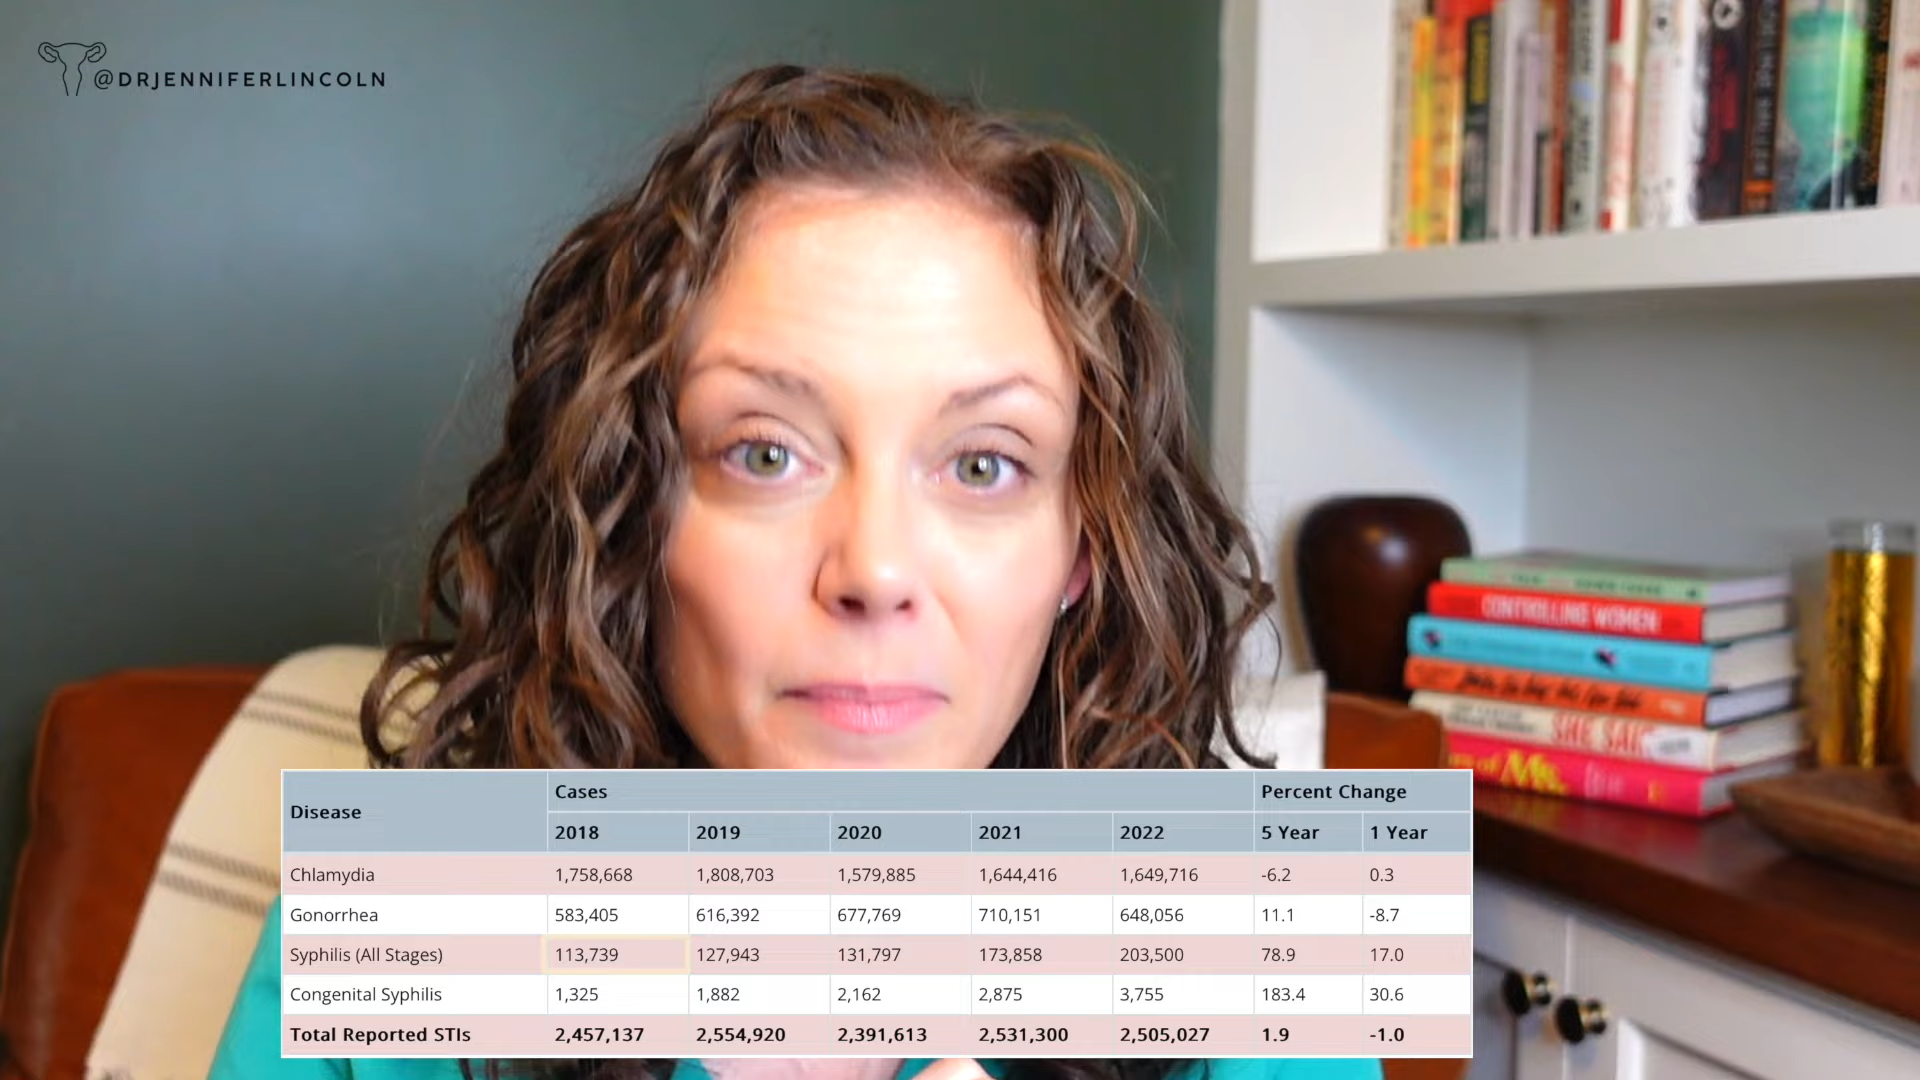 @DRJENNIFERLINCOLN
CONTROLLING WOMEN
SHE SAID
Disease Cases Percent Change
2018 2019 2020 2021 2022 5 Year 1 Year
Chlamydia 1,758,668 1,808,703 1,579,885 1,644,416 1,649,716 -6.2 0.3
Gonorrhea 583,405 616,392 677,769 710,151 648,056 11.1 -8.7
Syphilis (All Stages) 113,739 127,943 131,797 173,858 203,500 78.9 17.0
Congenital Syphilis 1,325 1,882 2,162 2,875 3,755 183.4 30.6
Total Reported STIs 2,457,137 2,554,920 2,391,613 2,531,300 2,505,027 1.9 -1.0